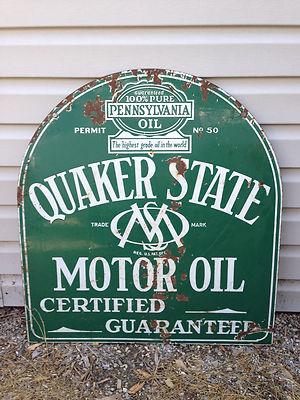 guaranteed
100% PURE
PENNSYLVANIA
OIL
PERMIT Nº 50
The highest grade oil in the world
QUAKER STATE
TRADE MARK
REG. U.S. PAT. OFF.
MOTOR OIL
CERTIFIED
GUARANTEED